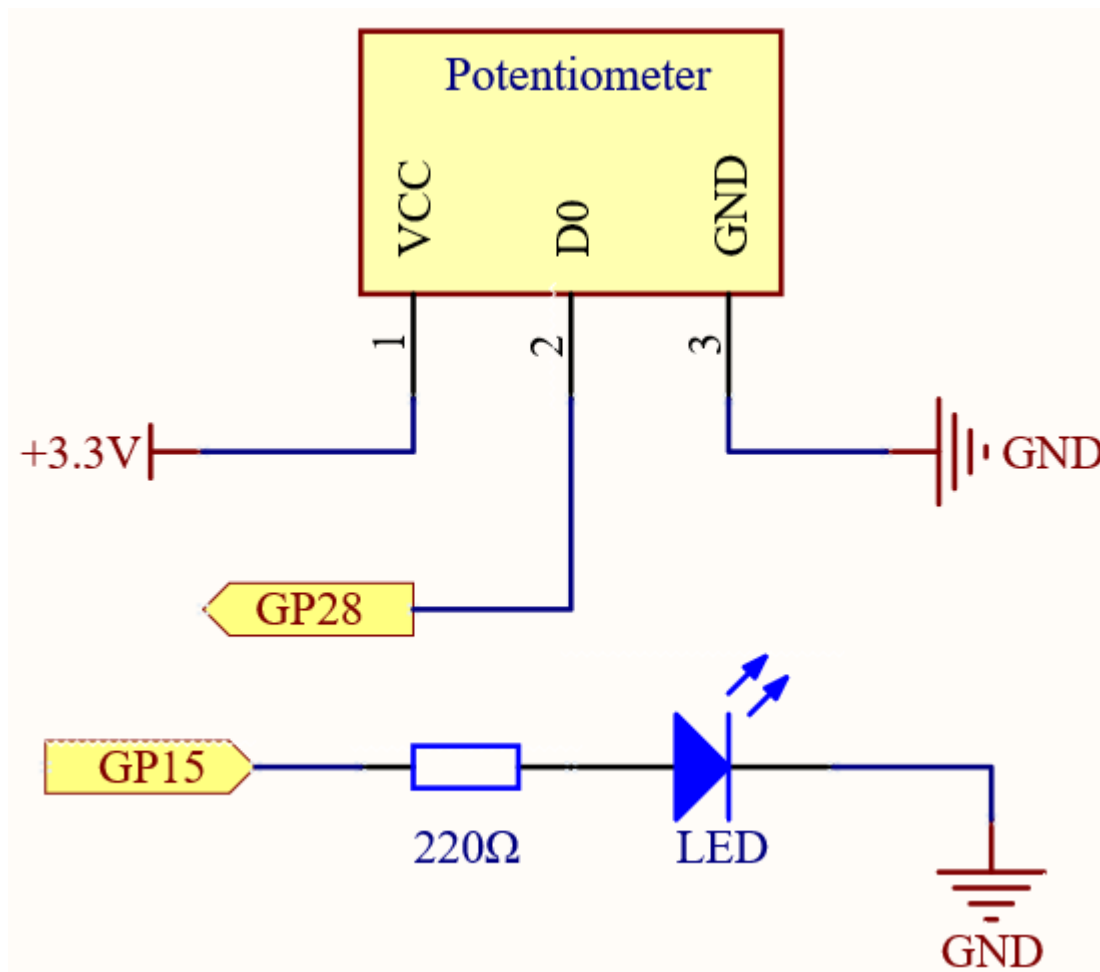 Potentiometer
VCC
D0
GND
1
2
3
+3.3V
GND
GP28
GP15
220Ω
LED
GND